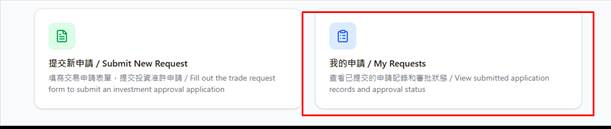 提交新申請 / Submit New Request
填寫交易申請表單，提交投資准許申請 / Fill out the trade request
form to submit an investment approval application
我的申請 / My Requests
查看已提交的申請記錄和審批狀態 / View submitted application
records and approval status